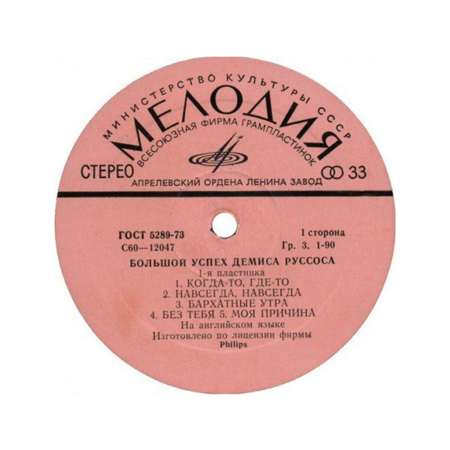 МИНИСТЕРСТВО КУЛЬТУРЫ СССР
МЕЛОДИЯ
ВСЕСОЮЗНАЯ ФИРМА ГРАМПЛАСТИНОК
СТЕРЕО 33
АПРЕЛЕВСКИЙ ОРДЕНА ЛЕНИНА ЗАВОД
ГОСТ 5289-73 1 сторона
С60—12047 Гр. 3. 1-90
БОЛЬШОЙ УСПЕХ ДЕМИСА РУССОСА
1-я пластинка
1. КОГДА-ТО, ГДЕ-ТО
2. НАВСЕГДА, НАВСЕГДА
3. БАРХАТНЫЕ УТРА
4. БЕЗ ТЕБЯ 5. МОЯ ПРИЧИНА
На английском языке
Изготовлено по лицензии фирмы
Philips